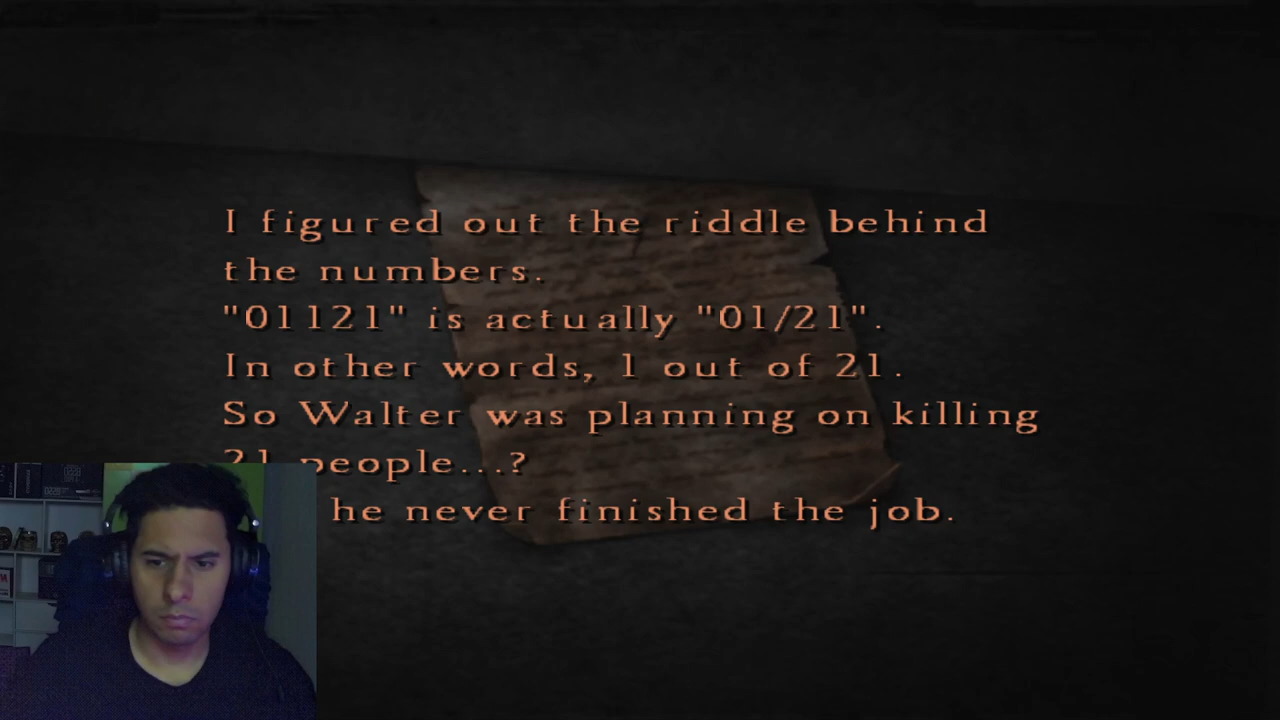 I figured out the riddle behind
the numbers.
"01121" is actually "01/21".
In other words, 1 out of 21.
So Walter was planning on killing
21 people...?
he never finished the job.